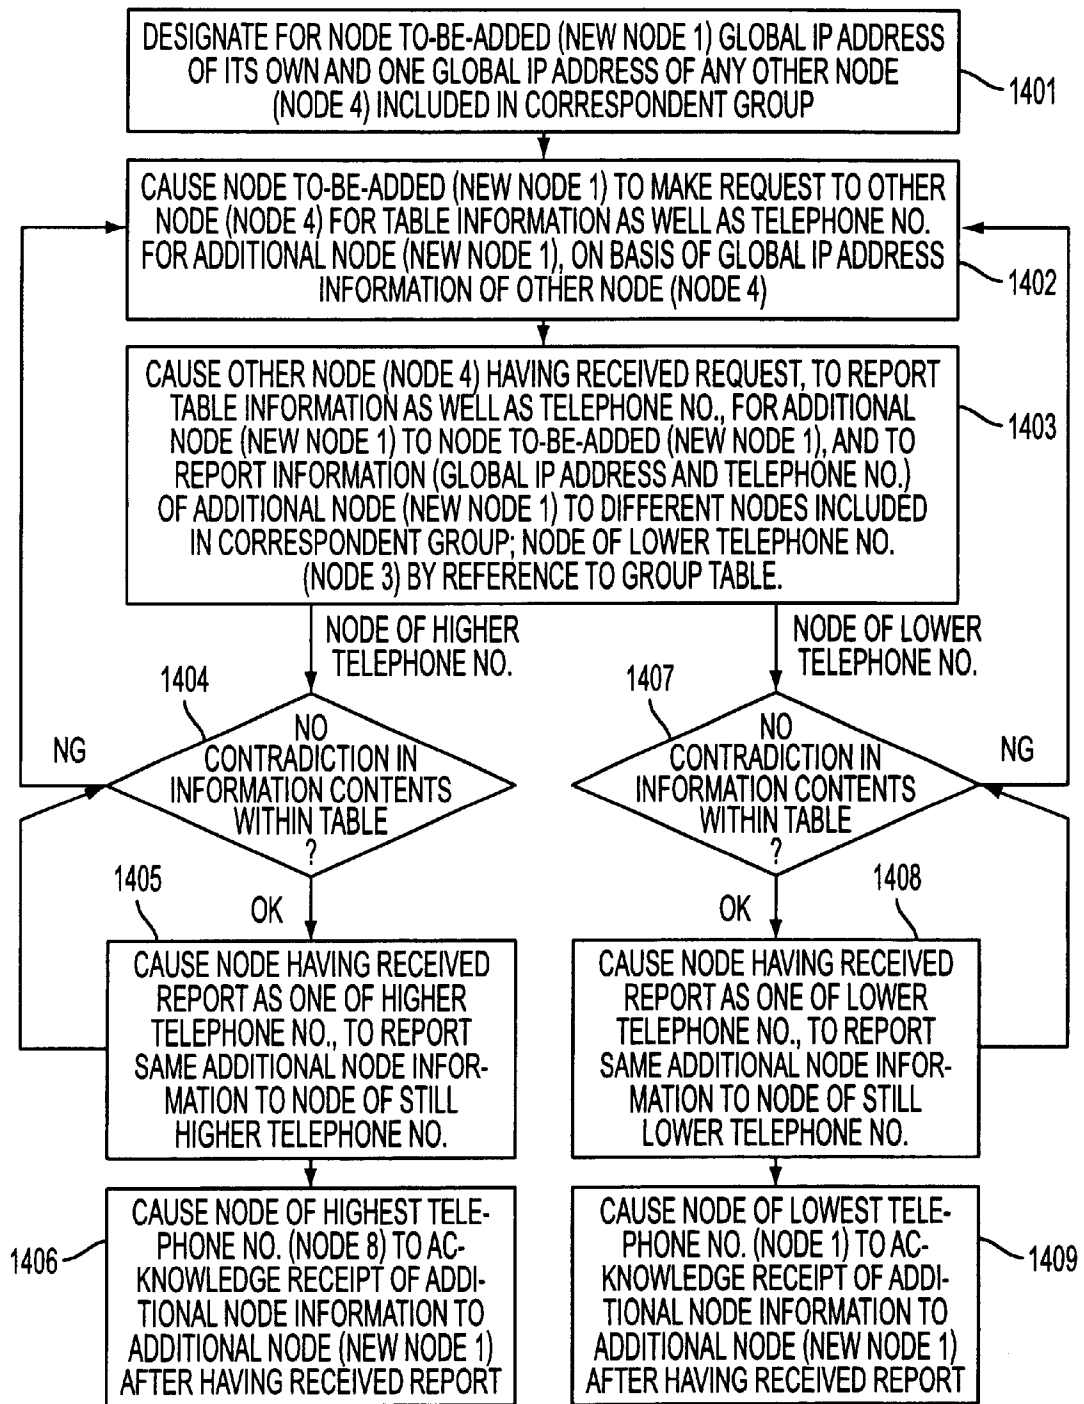 DESIGNATE FOR NODE TO-BE-ADDED (NEW NODE 1) GLOBAL IP ADDRESS
OF ITS OWN AND ONE GLOBAL IP ADDRESS OF ANY OTHER NODE
(NODE 4) INCLUDED IN CORRESPONDENT GROUP
1401
CAUSE NODE TO-BE-ADDED (NEW NODE 1) TO MAKE REQUEST TO OTHER
NODE (NODE 4) FOR TABLE INFORMATION AS WELL AS TELEPHONE NO.
FOR ADDITIONAL NODE (NEW NODE 1), ON BASIS OF GLOBAL IP ADDRESS
INFORMATION OF OTHER NODE (NODE 4)
1402
CAUSE OTHER NODE (NODE 4) HAVING RECEIVED REQUEST, TO REPORT
TABLE INFORMATION AS WELL AS TELEPHONE NO., FOR ADDITIONAL
NODE (NEW NODE 1) TO NODE TO-BE-ADDED (NEW NODE 1), AND TO
REPORT INFORMATION (GLOBAL IP ADDRESS AND TELEPHONE NO.)
OF ADDITIONAL NODE (NEW NODE 1) TO DIFFERENT NODES INCLUDED
IN CORRESPONDENT GROUP; NODE OF LOWER TELEPHONE NO.
(NODE 3) BY REFERENCE TO GROUP TABLE.
1403
NODE OF HIGHER
TELEPHONE NO.
1404
NO
CONTRADICTION IN
INFORMATION CONTENTS
WITHIN TABLE
?
NG
OK
1405
CAUSE NODE HAVING RECEIVED
REPORT AS ONE OF HIGHER
TELEPHONE NO., TO REPORT
SAME ADDITIONAL NODE INFOR-
MATION TO NODE OF STILL
HIGHER TELEPHONE NO.
CAUSE NODE OF HIGHEST TELE-
PHONE NO. (NODE 8) TO AC-
KNOWLEDGE RECEIPT OF ADDI-
TIONAL NODE INFORMATION TO
ADDITIONAL NODE (NEW NODE 1)
AFTER HAVING RECEIVED REPORT
1406
NODE OF LOWER
TELEPHONE NO.
1407
NO
CONTRADICTION IN
INFORMATION CONTENTS
WITHIN TABLE
?
NG
OK
1408
CAUSE NODE HAVING RECEIVED
REPORT AS ONE OF LOWER
TELEPHONE NO., TO REPORT
SAME ADDITIONAL NODE INFOR-
MATION TO NODE OF STILL
LOWER TELEPHONE NO.
CAUSE NODE OF LOWEST TELE-
PHONE NO. (NODE 1) TO AC-
KNOWLEDGE RECEIPT OF ADDI-
TIONAL NODE INFORMATION TO
ADDITIONAL NODE (NEW NODE 1)
AFTER HAVING RECEIVED REPORT
1409